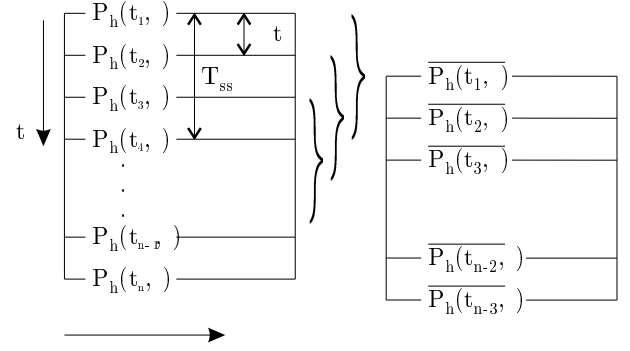 P_h(t_1, )
t
P_h(t_2, )
T_ss
P_h(t_3, )
t
P_h(t_4, )
.
.
.
P_h(t_n-1, )
P_h(t_n, )
P_h(t_1, )
P_h(t_2, )
P_h(t_3, )
P_h(t_n-2, )
P_h(t_n-3, )